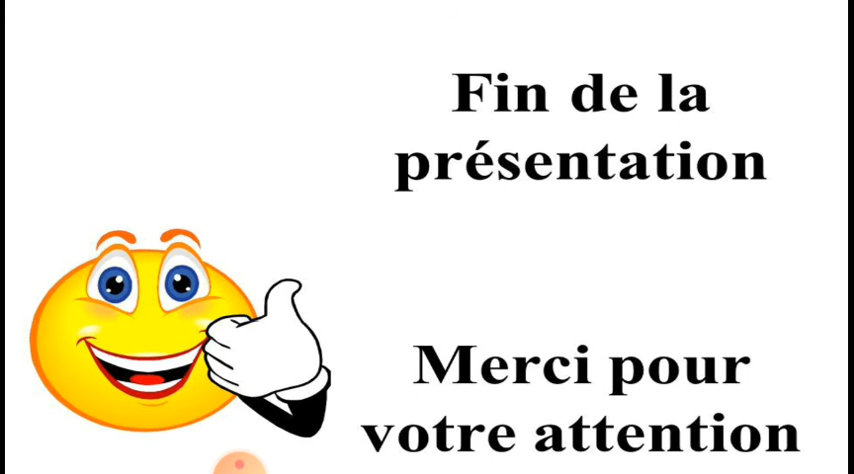 Fin de la
présentation
Merci pour
votre attention